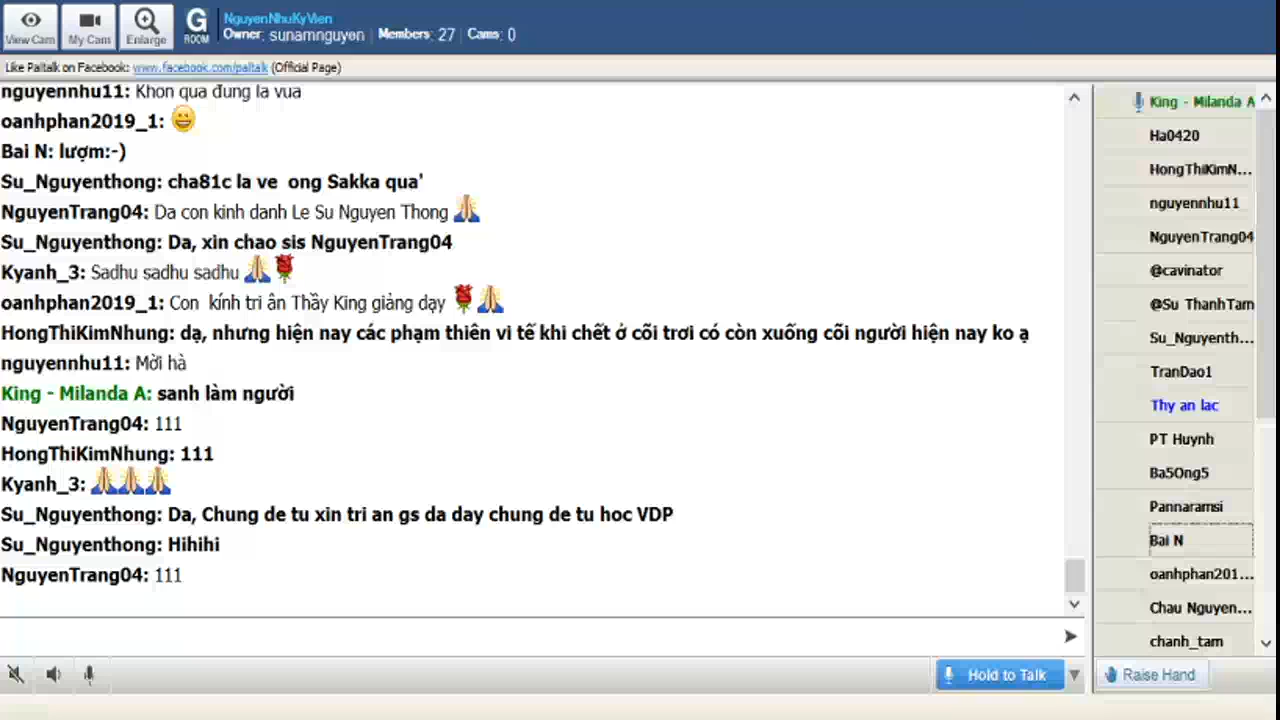 NguyenNhuKyVien
View Cam
My Cam
Enlarge
G ROOM
Owner: sunamnguyen | Members: 27 | Cams: 0
Like Paltalk on Facebook: www.facebook.com/paltalk (Official Page)
nguyennhu11: Khon qua đung la vua
oanhphan2019_1: 😀
Bai N: lượm:-)
Su_Nguyenthong: cha81c la ve ong Sakka qua'
NguyenTrang04: Da con kinh danh Le Su Nguyen Thong 🙏
Su_Nguyenthong: Da, xin chao sis NguyenTrang04
Kyanh_3: Sadhu sadhu sadhu 🙏🌹
oanhphan2019_1: Con kính tri ân Thầy King giảng dạy 🌹🙏
HongThiKimNhung: dạ, nhưng hiện nay các phạm thiên vi tế khi chết ở cõi trơi có còn xuống cõi người hiện nay ko ạ
nguyennhu11: Mời hà
King - Milanda A: sanh làm người
NguyenTrang04: 111
HongThiKimNhung: 111
Kyanh_3: 🙏🙏🙏
Su_Nguyenthong: Da, Chung de tu xin tri an gs da day chung de tu hoc VDP
Su_Nguyenthong: Hihihi
NguyenTrang04: 111
Hold to Talk
King - Milanda A
Ha0420
HongThiKimN...
nguyennhu11
NguyenTrang04
@cavinator
@Su ThanhTam
Su_Nguyenth...
TranDao1
Thy an lac
PT Huynh
Ba5Ong5
Pannaramsi
Bai N
oanhphan201...
Chau Nguyen...
chanh_tam
Raise Hand